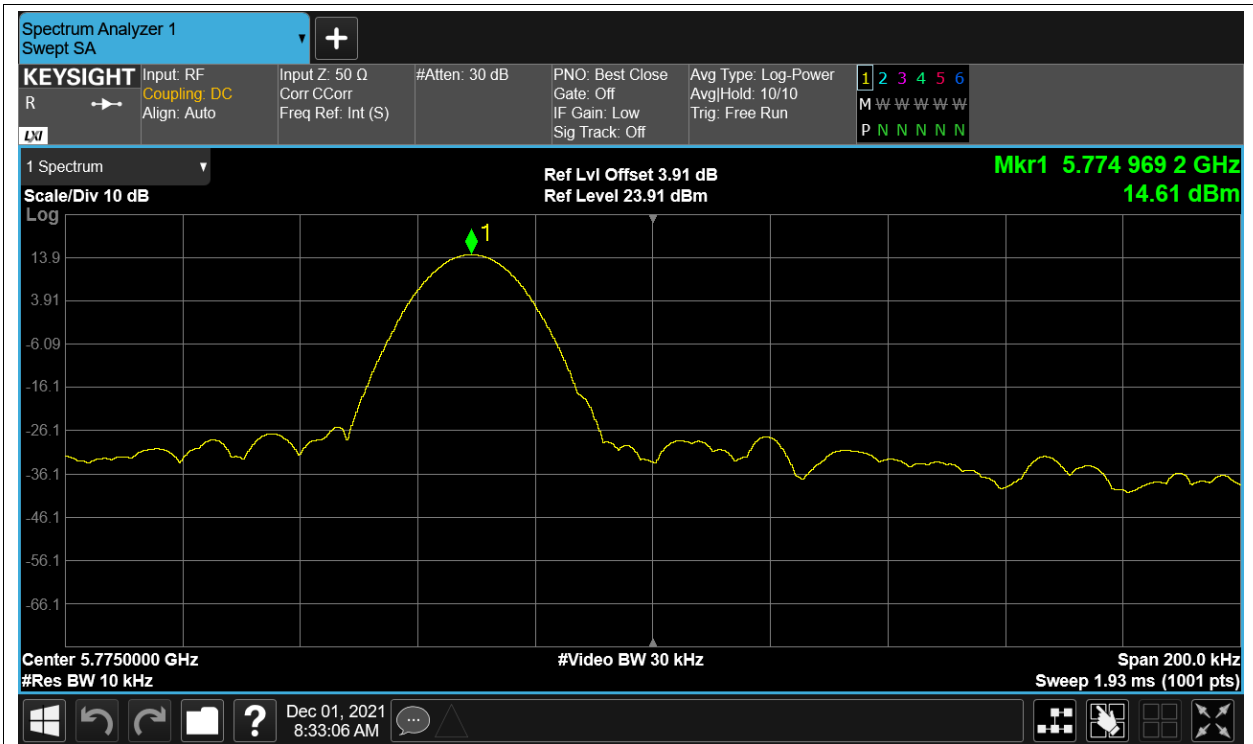 Spectrum Analyzer 1
Swept SA
KEYSIGHT
R
LXI
Input: RF
Coupling: DC
Align: Auto
Input Z: 50 Ω
Corr CCorr
Freq Ref: Int (S)
#Atten: 30 dB
PNO: Best Close
Gate: Off
IF Gain: Low
Sig Track: Off
Avg Type: Log-Power
Avg|Hold: 10/10
Trig: Free Run
1 2 3 4 5 6
M W W W W W
P N N N N N
1 Spectrum
Scale/Div 10 dB
Log
Ref Lvl Offset 3.91 dB
Ref Level 23.91 dBm
Mkr1 5.774 969 2 GHz
14.61 dBm
1
13.9
3.91
-6.09
-16.1
-26.1
-36.1
-46.1
-56.1
-66.1
Center 5.7750000 GHz
#Video BW 30 kHz
Span 200.0 kHz
#Res BW 10 kHz
Sweep 1.93 ms (1001 pts)
?
Dec 01, 2021
8:33:06 AM